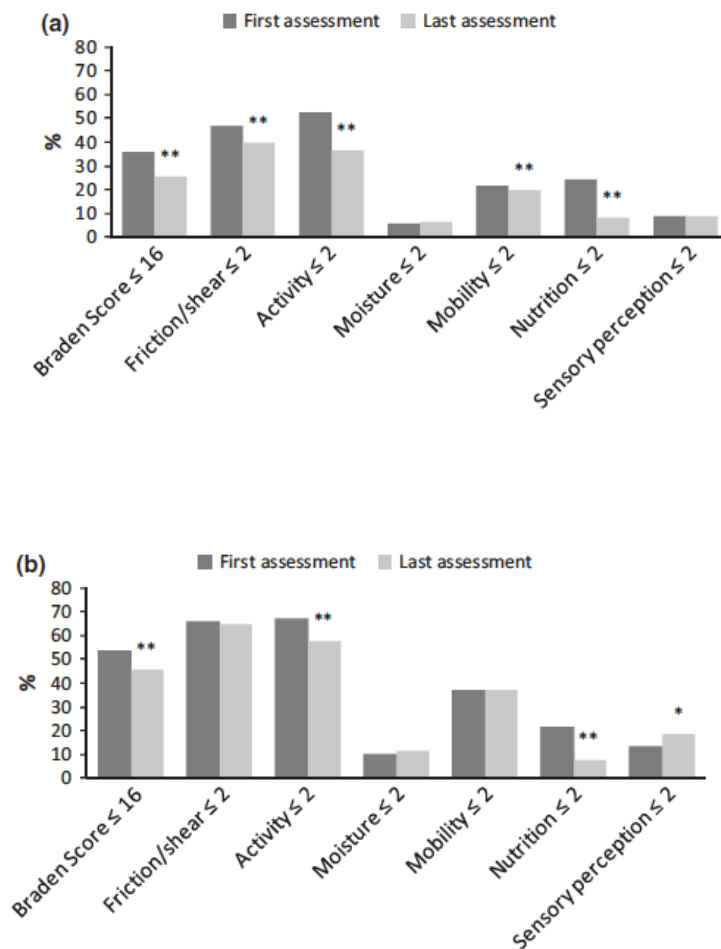 (a)
First assessment Last assessment
80
70
60
50
40
30
20
10
0
%
**
**
**
**
**
Braden Score ≤ 16
Friction/shear ≤ 2
Activity ≤ 2
Moisture ≤ 2
Mobility ≤ 2
Nutrition ≤ 2
Sensory perception ≤ 2
(b)
First assessment Last assessment
80
70
60
50
40
30
20
10
0
%
**
**
**
*
Braden Score ≤ 16
Friction/shear ≤ 2
Activity ≤ 2
Moisture ≤ 2
Mobility ≤ 2
Nutrition ≤ 2
Sensory perception ≤ 2